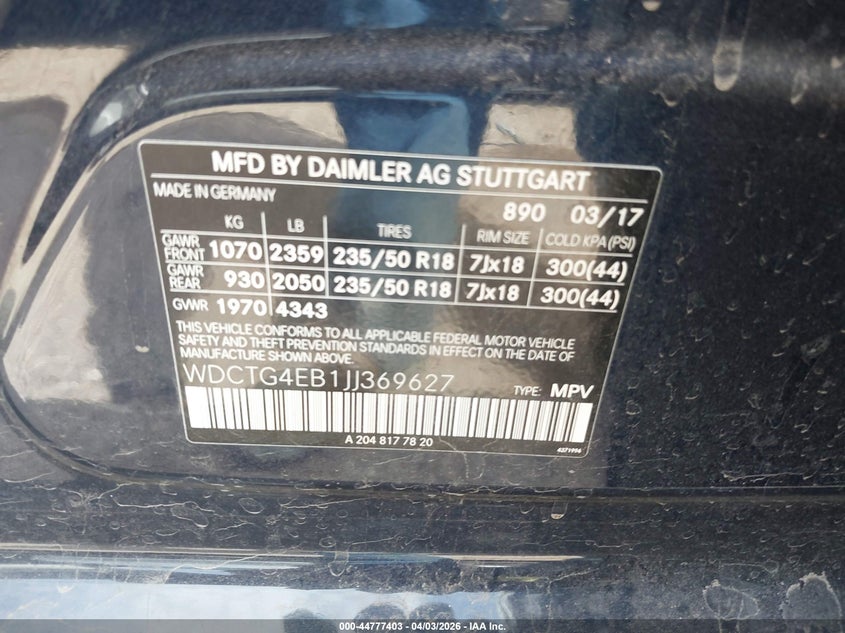 MFD BY DAIMLER AG STUTTGART
MADE IN GERMANY 890 03/17
KG LB TIRES RIM SIZE COLD KPA (PSI)
GAWR FRONT 1070 2359 235/50 R18 7Jx18 300(44)
GAWR REAR 930 2050 235/50 R18 7Jx18 300(44)
GVWR 1970 4343
THIS VEHICLE CONFORMS TO ALL APPLICABLE FEDERAL MOTOR VEHICLE
SAFETY AND THEFT PREVENTION STANDARDS IN EFFECT ON THE DATE OF
MANUFACTURE SHOWN ABOVE.
WDCTG4EB1JJ369627 TYPE: MPV
A 204 817 78 20
4371956
000-44777403 - 04/03/2026 - IAA Inc.